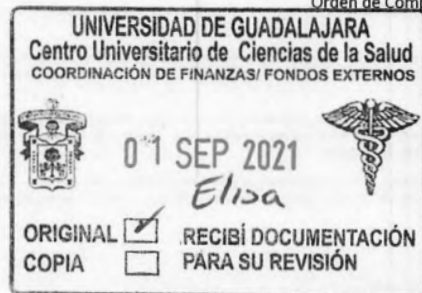 Orden de Com
UNIVERSIDAD DE GUADALAJARA
Centro Universitario de Ciencias de la Salud
COORDINACIÓN DE FINANZAS/ FONDOS EXTERNOS
01 SEP 2021
Elisa
ORIGINAL ✓ RECIBÍ DOCUMENTACIÓN
COPIA PARA SU REVISIÓN